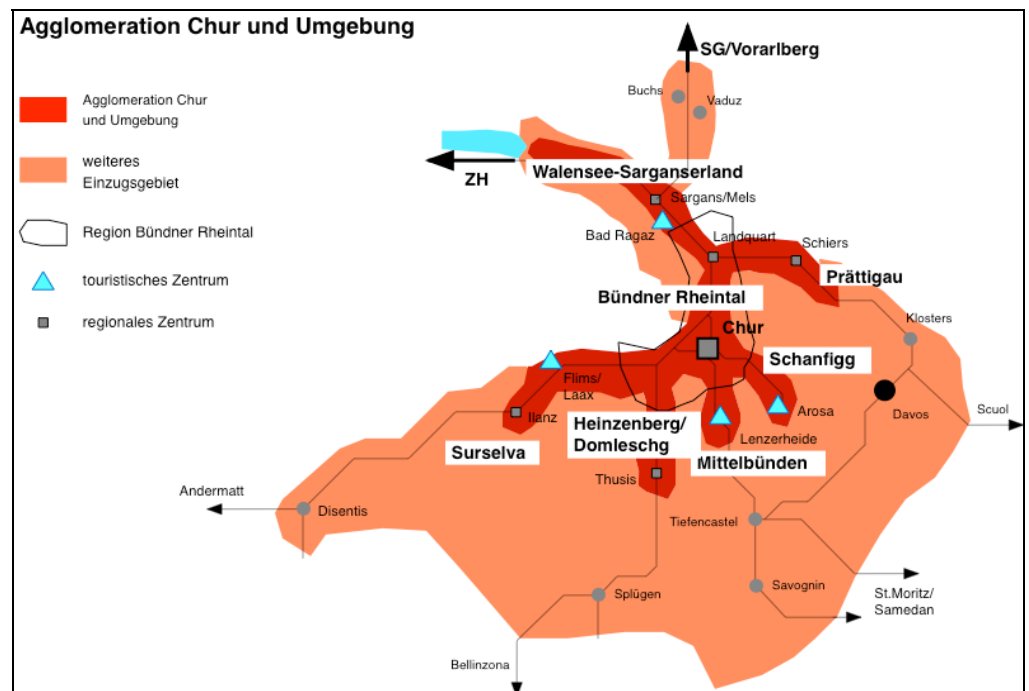 Agglomeration Chur und Umgebung
Agglomeration Chur
und Umgebung
weiteres
Einzugsgebiet
Region Bündner Rheintal
touristisches Zentrum
regionales Zentrum
SG/Vorarlberg
Buchs
Vaduz
ZH
Walensee-Sarganserland
Sargans/Mels
Bad Ragaz
Landquart
Schiers
Prättigau
Bündner Rheintal
Klosters
Chur
Schanfigg
Flims/
Laax
Davos
Scuol
Arosa
Ilanz
Heinzenberg/
Domleschg
Lenzerheide
Surselva
Mittelbünden
Thusis
Andermatt
Disentis
Tiefencastel
Splügen
Savognin
St.Moritz/
Samedan
Bellinzona